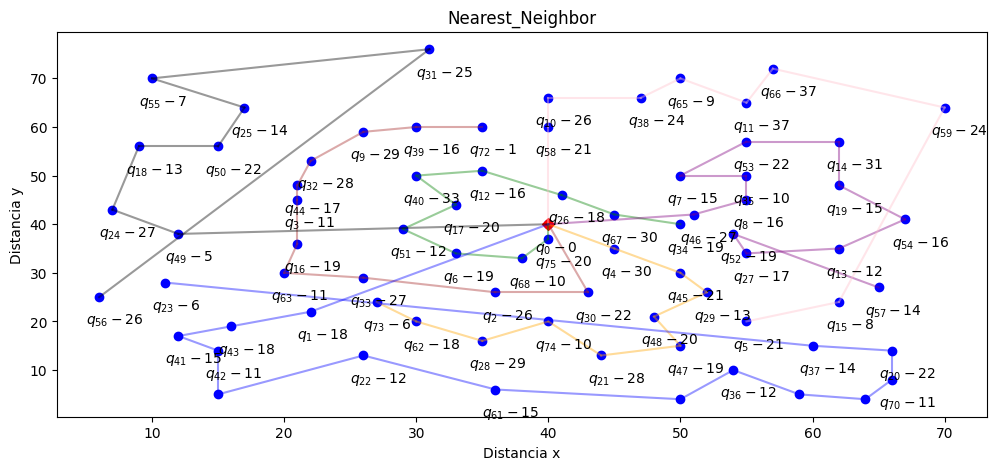 Nearest_Neighbor
Distancia y
70
60
50
40
30
20
10
q31 − 25
q66 − 37
q55 − 7
q65 − 9
q25 − 14
q10 − 26
q38 − 24
q11 − 37
q59 − 24
q9 − 29
q39 − 16
q72 − 1
q58 − 21
q18 − 13
q50 − 22
q53 − 22
q14 − 31
q32 − 28
q12 − 16
q40 − 33
q7 − 15
q35 − 10
q44 − 17
q19 − 15
q3 − 11
q26 − 18
q17 − 20
q8 − 16
q24 − 27
q67 − 30
q46 − 27
q54 − 16
q49 − 5
q51 − 12
q0 − 0
q34 − 19
q52 − 19
q16 − 19
q75 − 20
q6 − 19
q68 − 10
q4 − 30
q27 − 17
q13 − 12
q63 − 11
q45 − 21
q56 − 26
q23 − 6
q33 − 27
q2 − 26
q30 − 22
q29 − 13
q57 − 14
q1 − 18
q73 − 6
q15 − 8
q43 − 18
q62 − 18
q74 − 10
q48 − 20
q5 − 21
q41 − 15
q42 − 11
q28 − 29
q47 − 19
q37 − 14
q22 − 12
q21 − 28
q20 − 22
q61 − 15
q36 − 12
q70 − 11
10
20
30
40
50
60
70
Distancia x